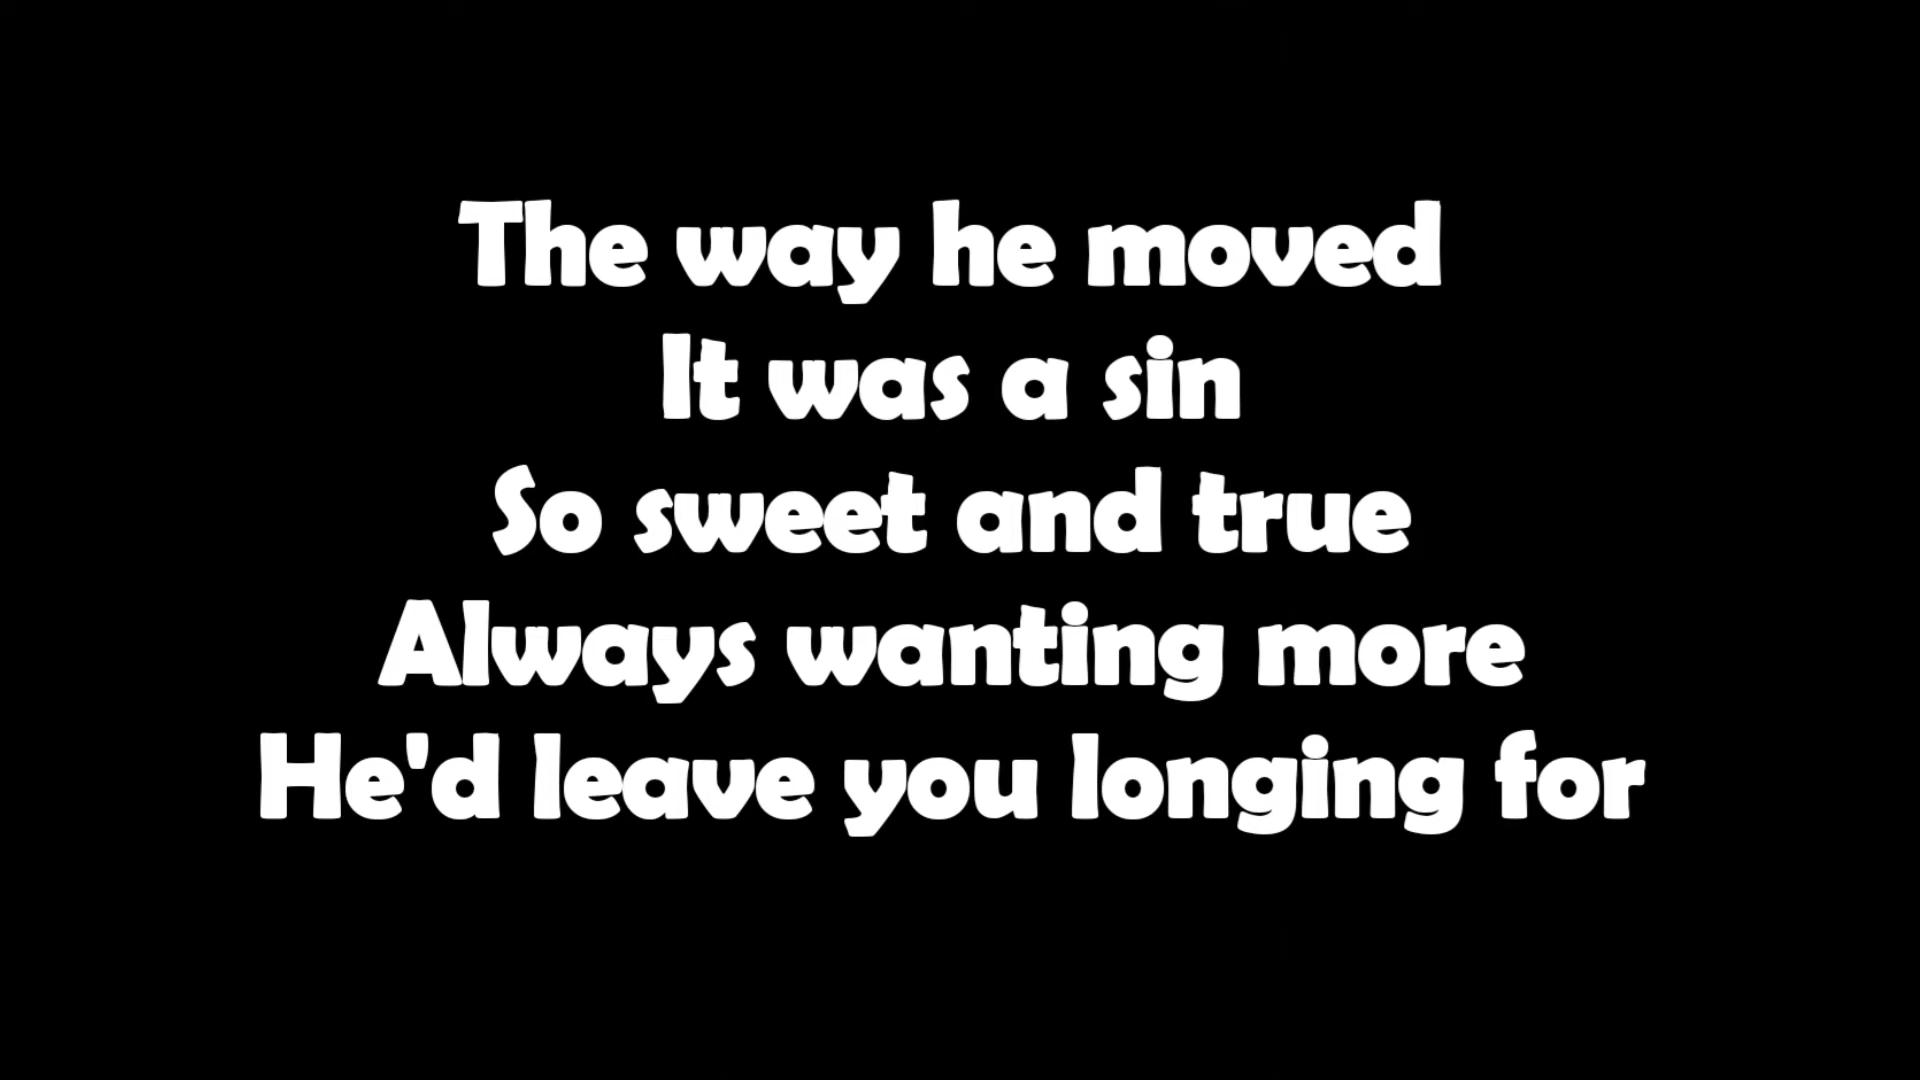 The way he moved
It was a sin
So sweet and true
Always wanting more
He'd leave you longing for